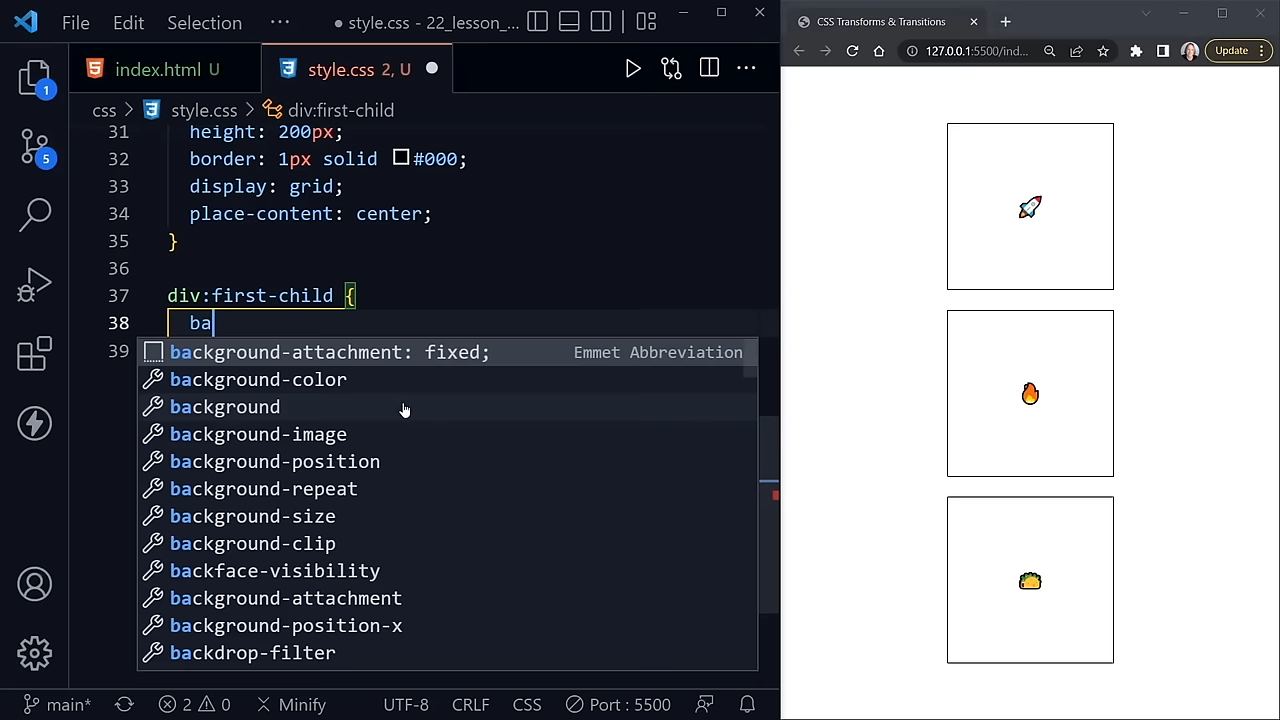 File Edit Selection ··· ● style.css - 22_lesson_...
index.html U
style.css 2, U
css > style.css > div:first-child
31 height: 200px;
32 border: 1px solid #000;
33 display: grid;
34 place-content: center;
35 }
36
37 div:first-child {
38 ba
39
background-attachment: fixed; Emmet Abbreviation
background-color
background
background-image
background-position
background-repeat
background-size
background-clip
backface-visibility
background-attachment
background-position-x
backdrop-filter
1
5
main* 2 0 Minify UTF-8 CRLF CSS Port : 5500
CSS Transforms & Transitions
127.0.0.1:5500/ind... Update